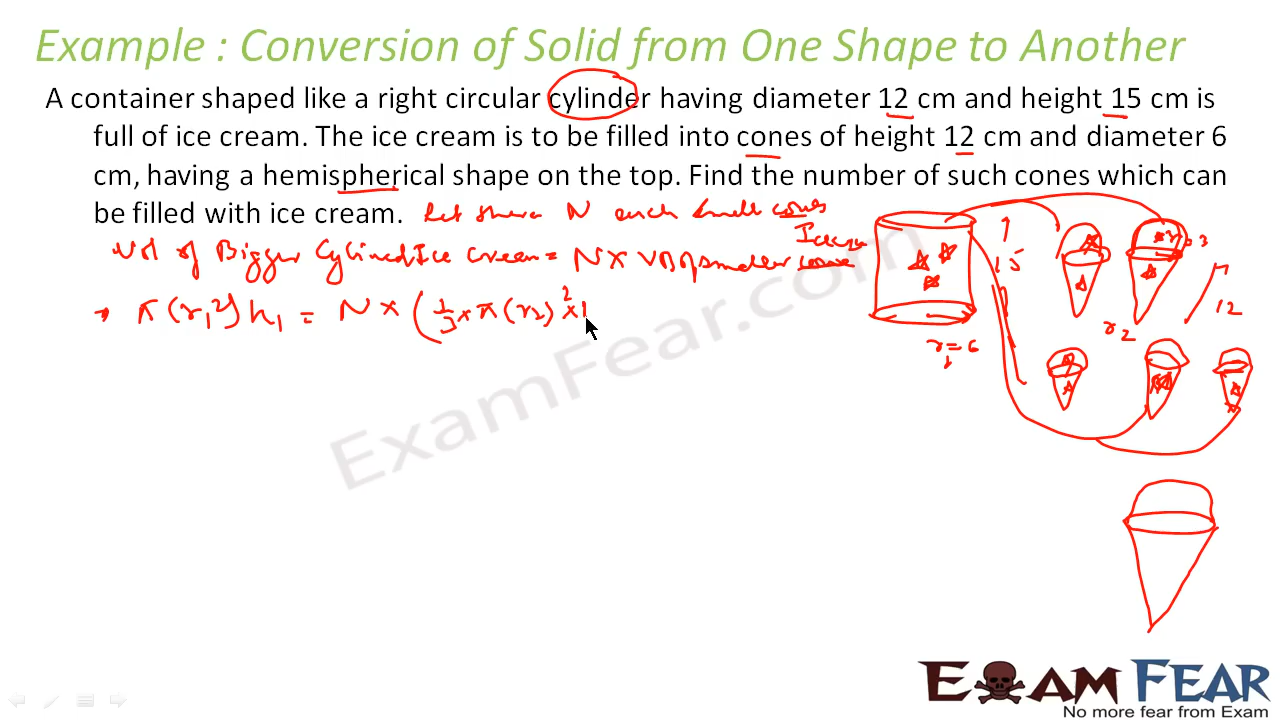 Example : Conversion of Solid from One Shape to Another
A container shaped like a right circular cylinder having diameter 12 cm and height 15 cm is
full of ice cream. The ice cream is to be filled into cones of height 12 cm and diameter 6
cm, having a hemispherical shape on the top. Find the number of such cones which can
be filled with ice cream. Let there N such small cones
Vol of Bigger Cylinder Ice cream = N × Vol of smaller
→ π(r₁²)h₁ = N × (1/3 × π(r2)² × 1
15
r₁ = 6
r2
3
12
ExamFear.com
EXAM FEAR
No more fear from Exam